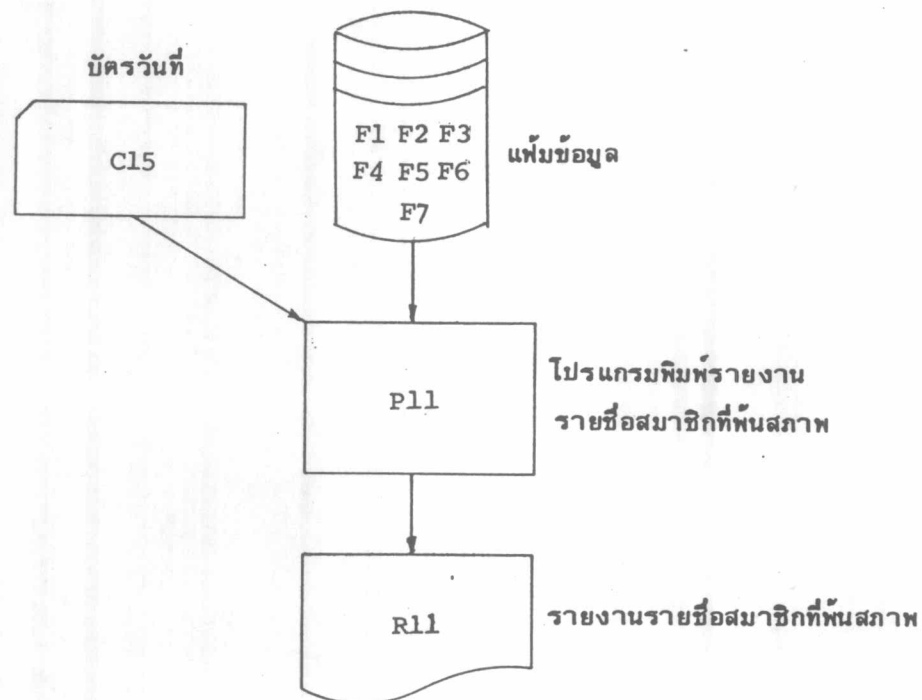 บัตรวันที่
C15
F1 F2 F3
F4 F5 F6
F7
แฟ้มข้อมูล
P11
โปรแกรมพิมพ์รายงาน
รายชื่อสมาชิกที่พ้นสภาพ
R11
รายงานรายชื่อสมาชิกที่พ้นสภาพ